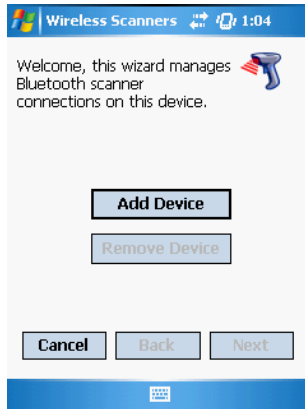 Wireless Scanners 1:04
Welcome, this wizard manages
Bluetooth scanner
connections on this device.
Add Device
Remove Device
Cancel Back Next